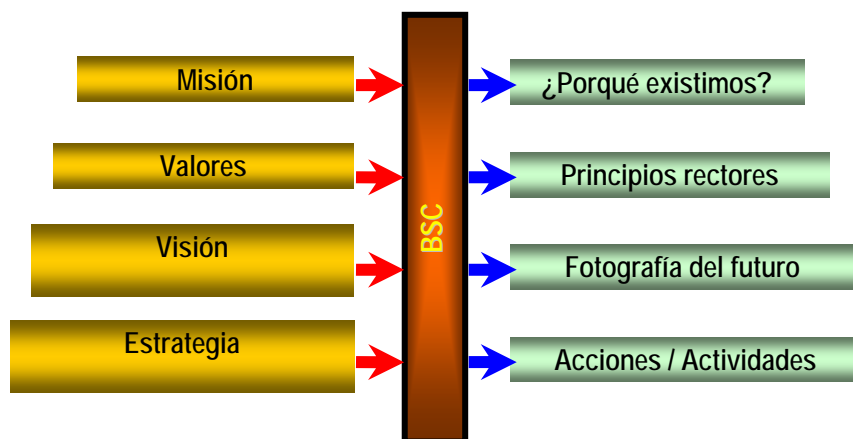 Misión
¿Porqué existimos?
Valores
Principios rectores
BSC
Visión
Fotografía del futuro
Estrategia
Acciones / Actividades